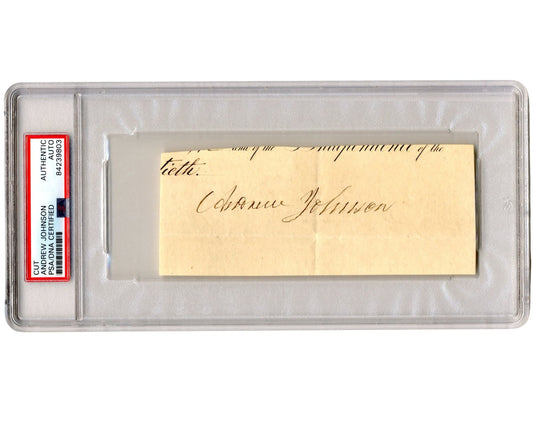 CUT
ANDREW JOHNSON
PSA/DNA CERTIFIED
AUTHENTIC
AUTO
84239803
and of the Independence of the
tieth.
Andrew Johnson